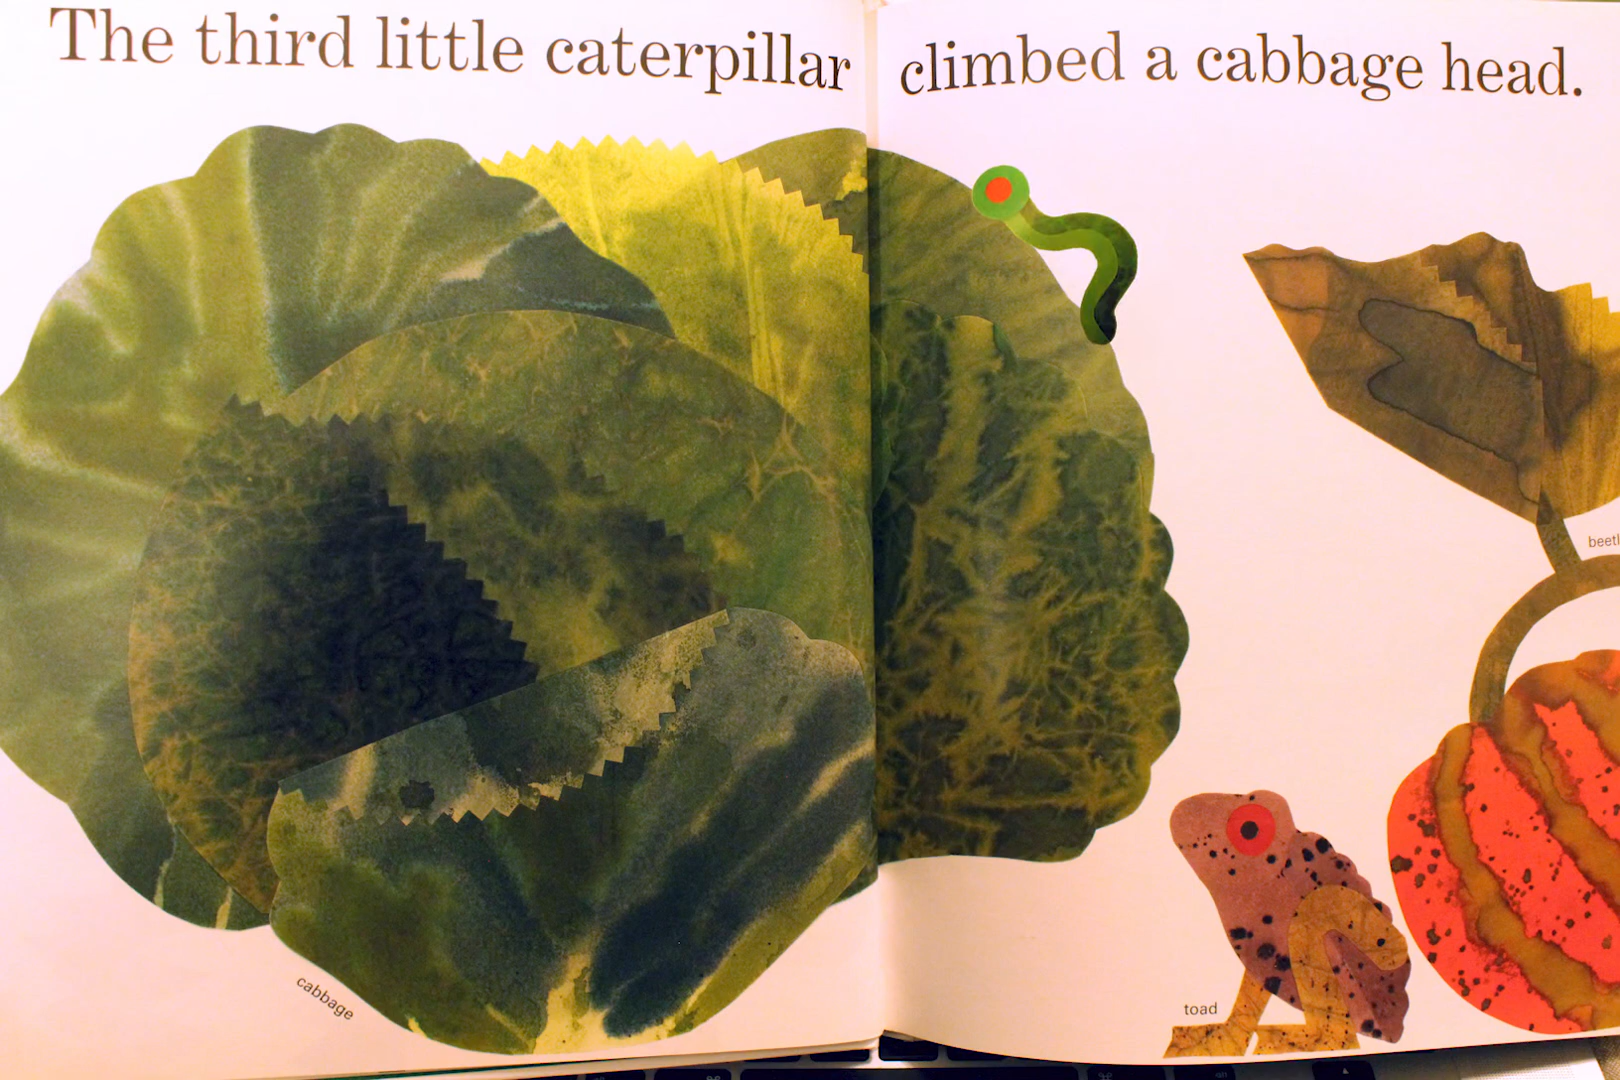 The third little caterpillar climbed a cabbage head.
cabbage
toad